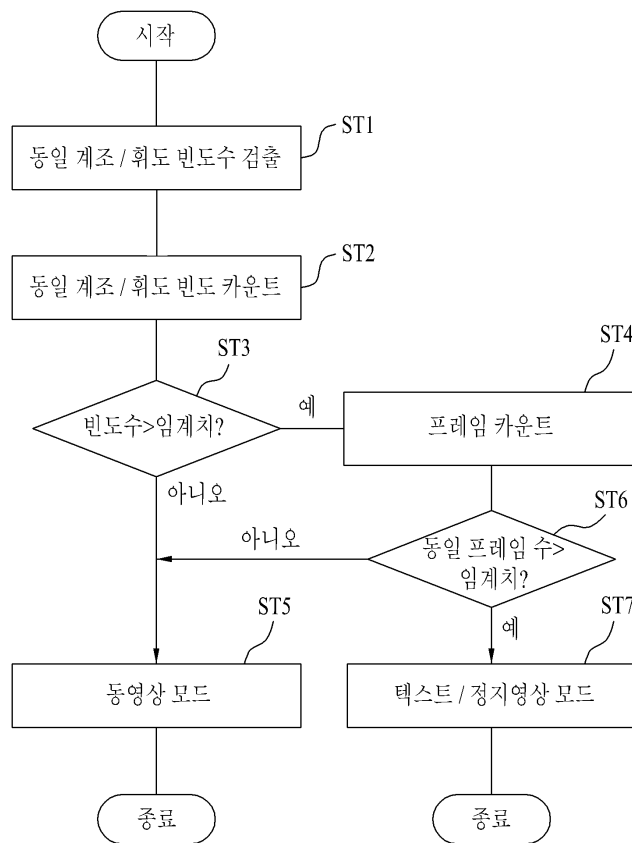 시작
ST1
동일 계조 / 휘도 빈도수 검출
ST2
동일 계조 / 휘도 빈도 카운트
ST3
빈도수>임계치?
예
ST4
프레임 카운트
아니오
ST6
동일 프레임 수>
임계치?
아니오
예
ST5
동영상 모드
ST7
텍스트 / 정지영상 모드
종료
종료